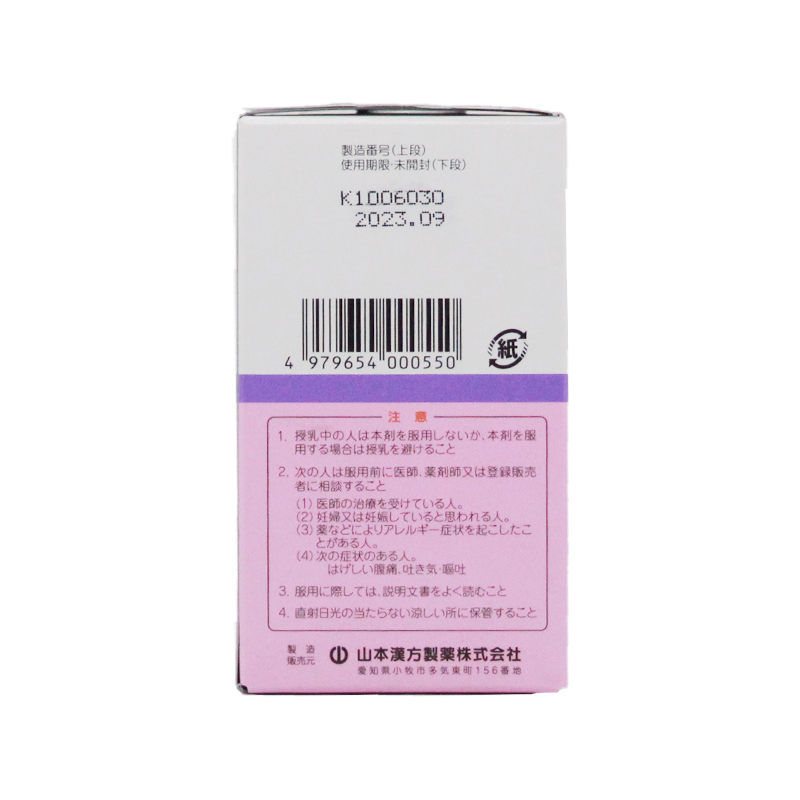 製造番号(上段)
使用期限・未開封(下段)
K1006030
2023.09
4 979654 000550
紙
注意
1. 授乳中の人は本剤を服用しないか、本剤を服
用する場合は授乳を避けること
2. 次の人は服用前に医師、薬剤師又は登録販売
者に相談すること
(1) 医師の治療を受けている人。
(2) 妊婦又は妊娠していると思われる人。
(3) 薬などによりアレルギー症状を起こしたこ
とがある人。
(4) 次の症状のある人。
はげしい腹痛、吐き気・嘔吐
3. 服用に際しては、説明文書をよく読むこと
4. 直射日光の当たらない涼しい所に保管すること
製造
販売元
山本漢方製薬株式会社
愛知県小牧市多気東町156番地